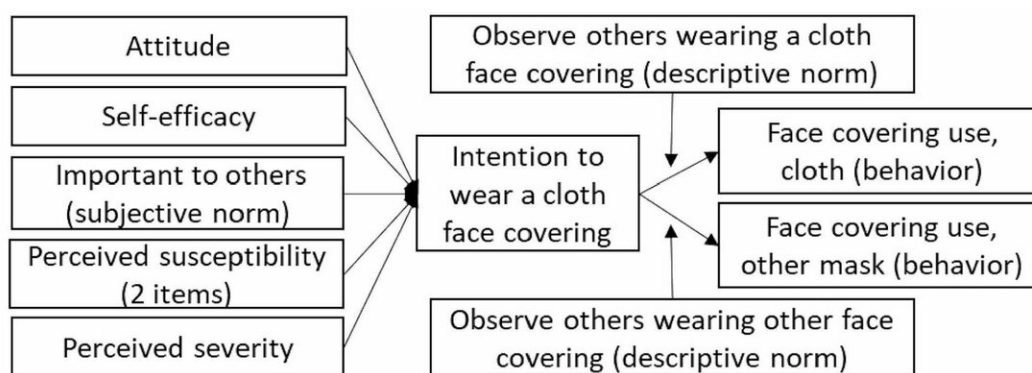 Attitude
Self-efficacy
Important to others
(subjective norm)
Perceived susceptibility
(2 items)
Perceived severity
Intention to
wear a cloth
face covering
Observe others wearing a cloth
face covering (descriptive norm)
Face covering use,
cloth (behavior)
Face covering use,
other mask (behavior)
Observe others wearing other face
covering (descriptive norm)